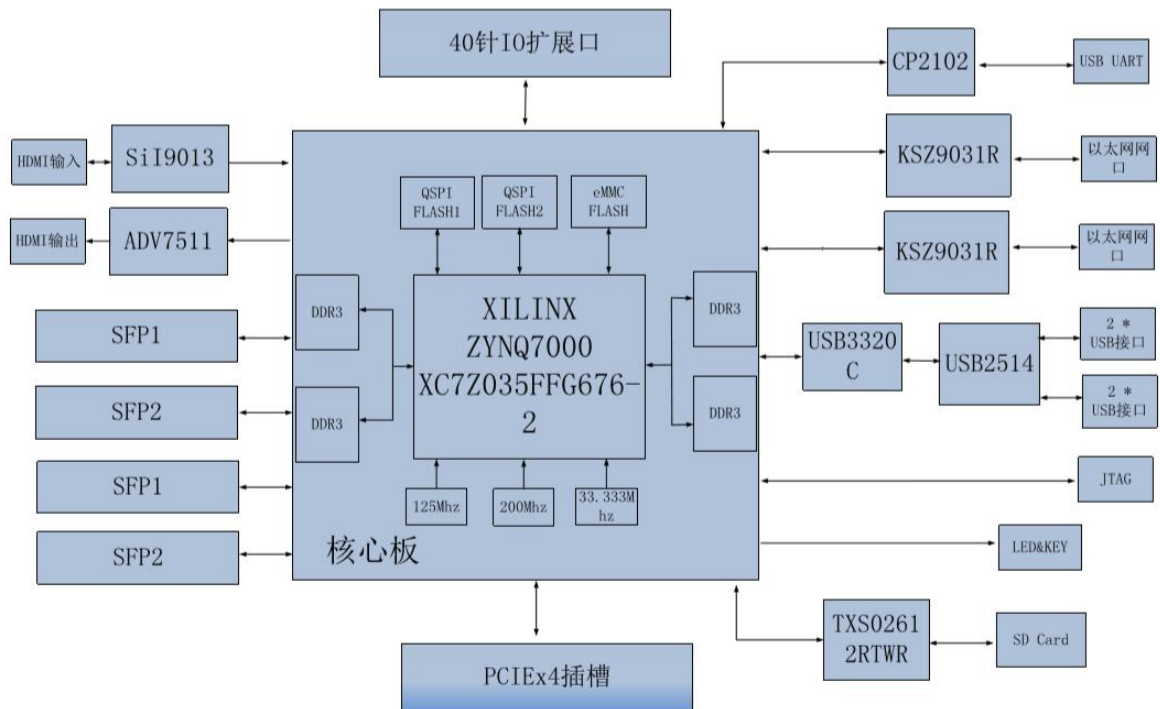 40针IO扩展口
CP2102
USB UART
HDMI输入
SiI9013
KSZ9031R
以太网网
口
HDMI输出
ADV7511
KSZ9031R
以太网网
口
QSPI
FLASH1
QSPI
FLASH2
eMMC
FLASH
DDR3
DDR3
XILINX
ZYNQ7000
XC7Z035FFG676-
2
DDR3
DDR3
SFP1
SFP2
SFP1
SFP2
USB3320
C
USB2514
2 *
USB接口
2 *
USB接口
125Mhz
200Mhz
33.333M
hz
核心板
JTAG
LED&KEY
TXS0261
2RTWR
SD Card
PCIEx4插槽